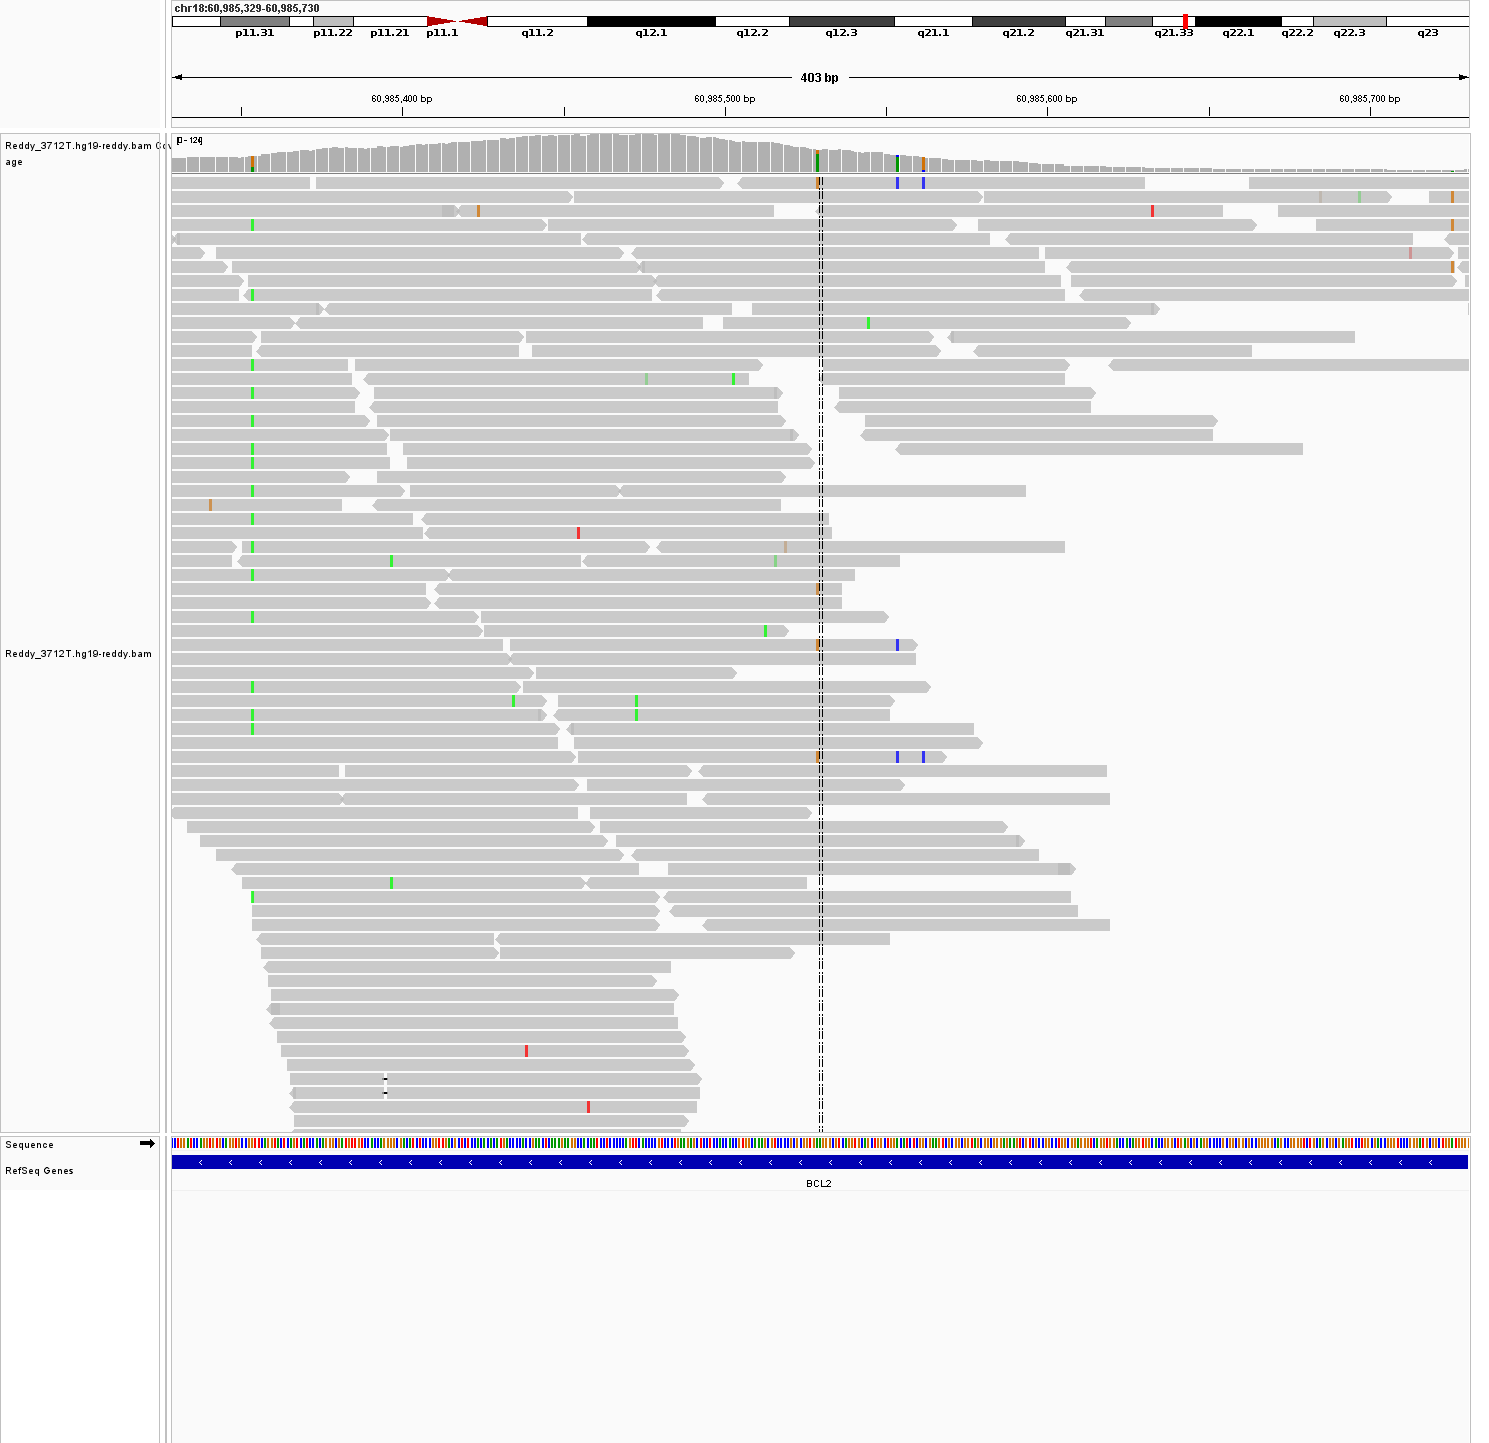 chr18:60,985,329-60,985,730
p11.31 p11.22 p11.21 p11.1 q11.2 q12.1 q12.2 q12.3 q21.1 q21.2 q21.31 q21.33 q22.1 q22.2 q22.3 q23
403 bp
60,985,400 bp 60,985,500 bp 60,985,600 bp 60,985,700 bp
Reddy_3712T.hg19-reddy.bam Cov
age
[0 - 124]
Reddy_3712T.hg19-reddy.bam
Sequence
RefSeq Genes
BCL2